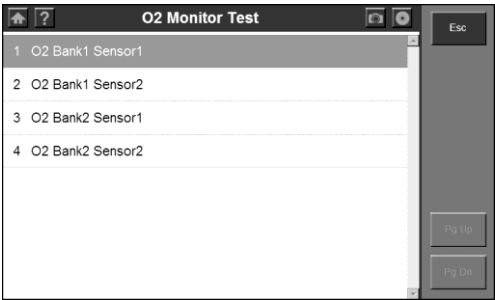 ? O2 Monitor Test
Esc
1 O2 Bank1 Sensor1
2 O2 Bank1 Sensor2
3 O2 Bank2 Sensor1
4 O2 Bank2 Sensor2
Pg Up
Pg Dn